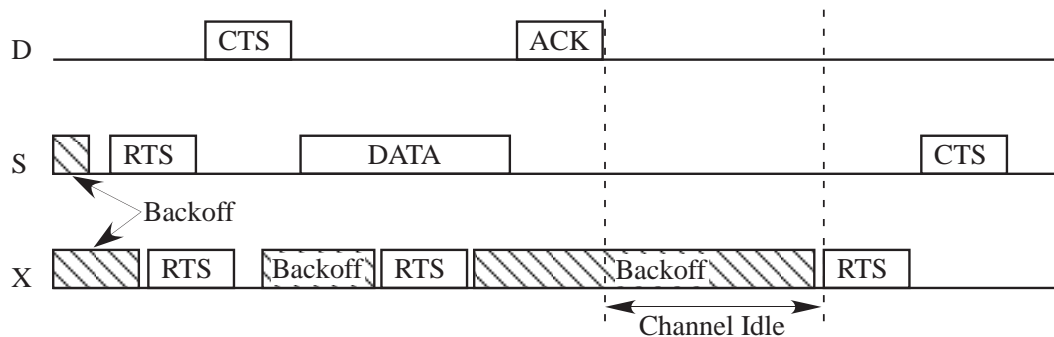 D CTS ACK
S RTS DATA CTS
Backoff
X RTS Backoff RTS Backoff RTS
Channel Idle